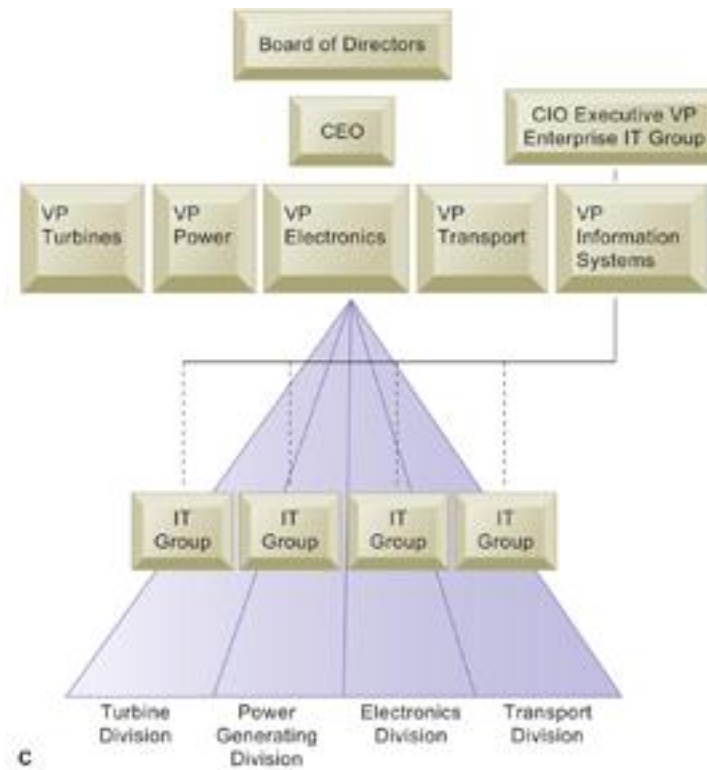 Board of Directors
CEO
CIO Executive VP
Enterprise IT Group
VP
Turbines
VP
Power
VP
Electronics
VP
Transport
VP
Information
Systems
IT
Group
IT
Group
IT
Group
IT
Group
Turbine
Division
Power
Generating
Division
Electronics
Division
Transport
Division
C